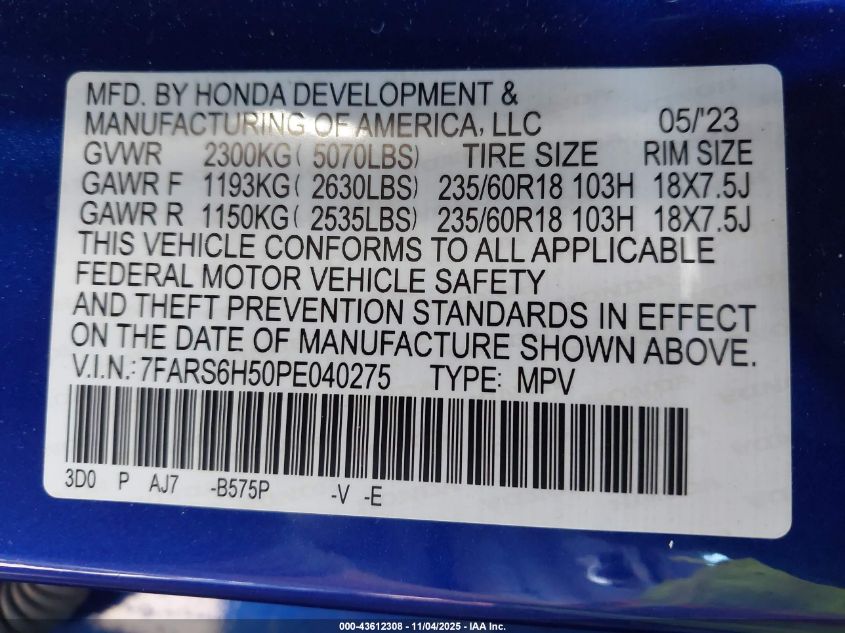 MFD. BY HONDA DEVELOPMENT &
MANUFACTURING OF AMERICA, LLC 05/'23
GVWR 2300KG( 5070LBS) TIRE SIZE RIM SIZE
GAWR F 1193KG( 2630LBS) 235/60R18 103H 18X7.5J
GAWR R 1150KG( 2535LBS) 235/60R18 103H 18X7.5J
THIS VEHICLE CONFORMS TO ALL APPLICABLE
FEDERAL MOTOR VEHICLE SAFETY
AND THEFT PREVENTION STANDARDS IN EFFECT
ON THE DATE OF MANUFACTURE SHOWN ABOVE.
V.I.N.:7FARS6H50PE040275 TYPE: MPV
3D0 P AJ7 -B575P -V -E
000-43612308 - 11/04/2025 - IAA Inc.